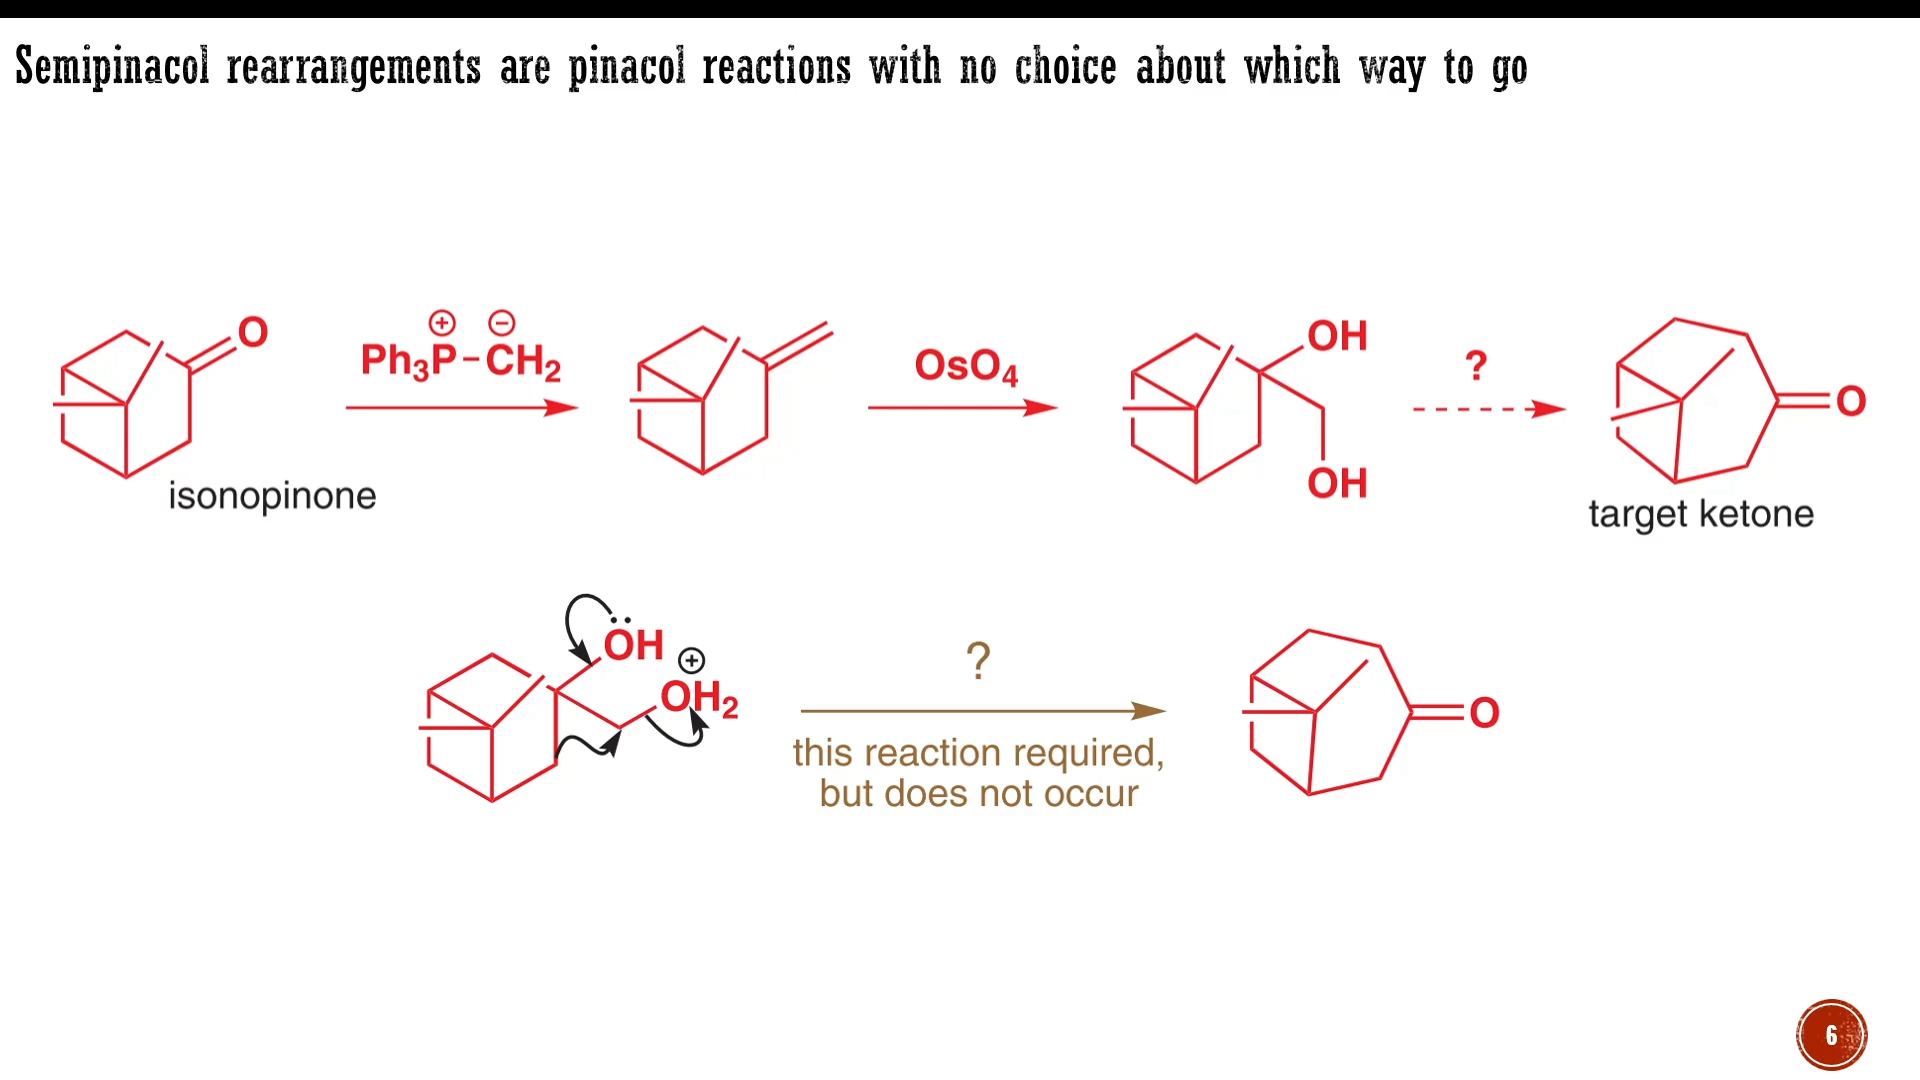 Semipinacol rearrangements are pinacol reactions with no choice about which way to go
O
⊕ ⊖
Ph₃P–CH₂
isonopinone
OsO₄
OH
OH
?
O
target ketone
OH
⊕
OH₂
?
this reaction required,
but does not occur
O
6